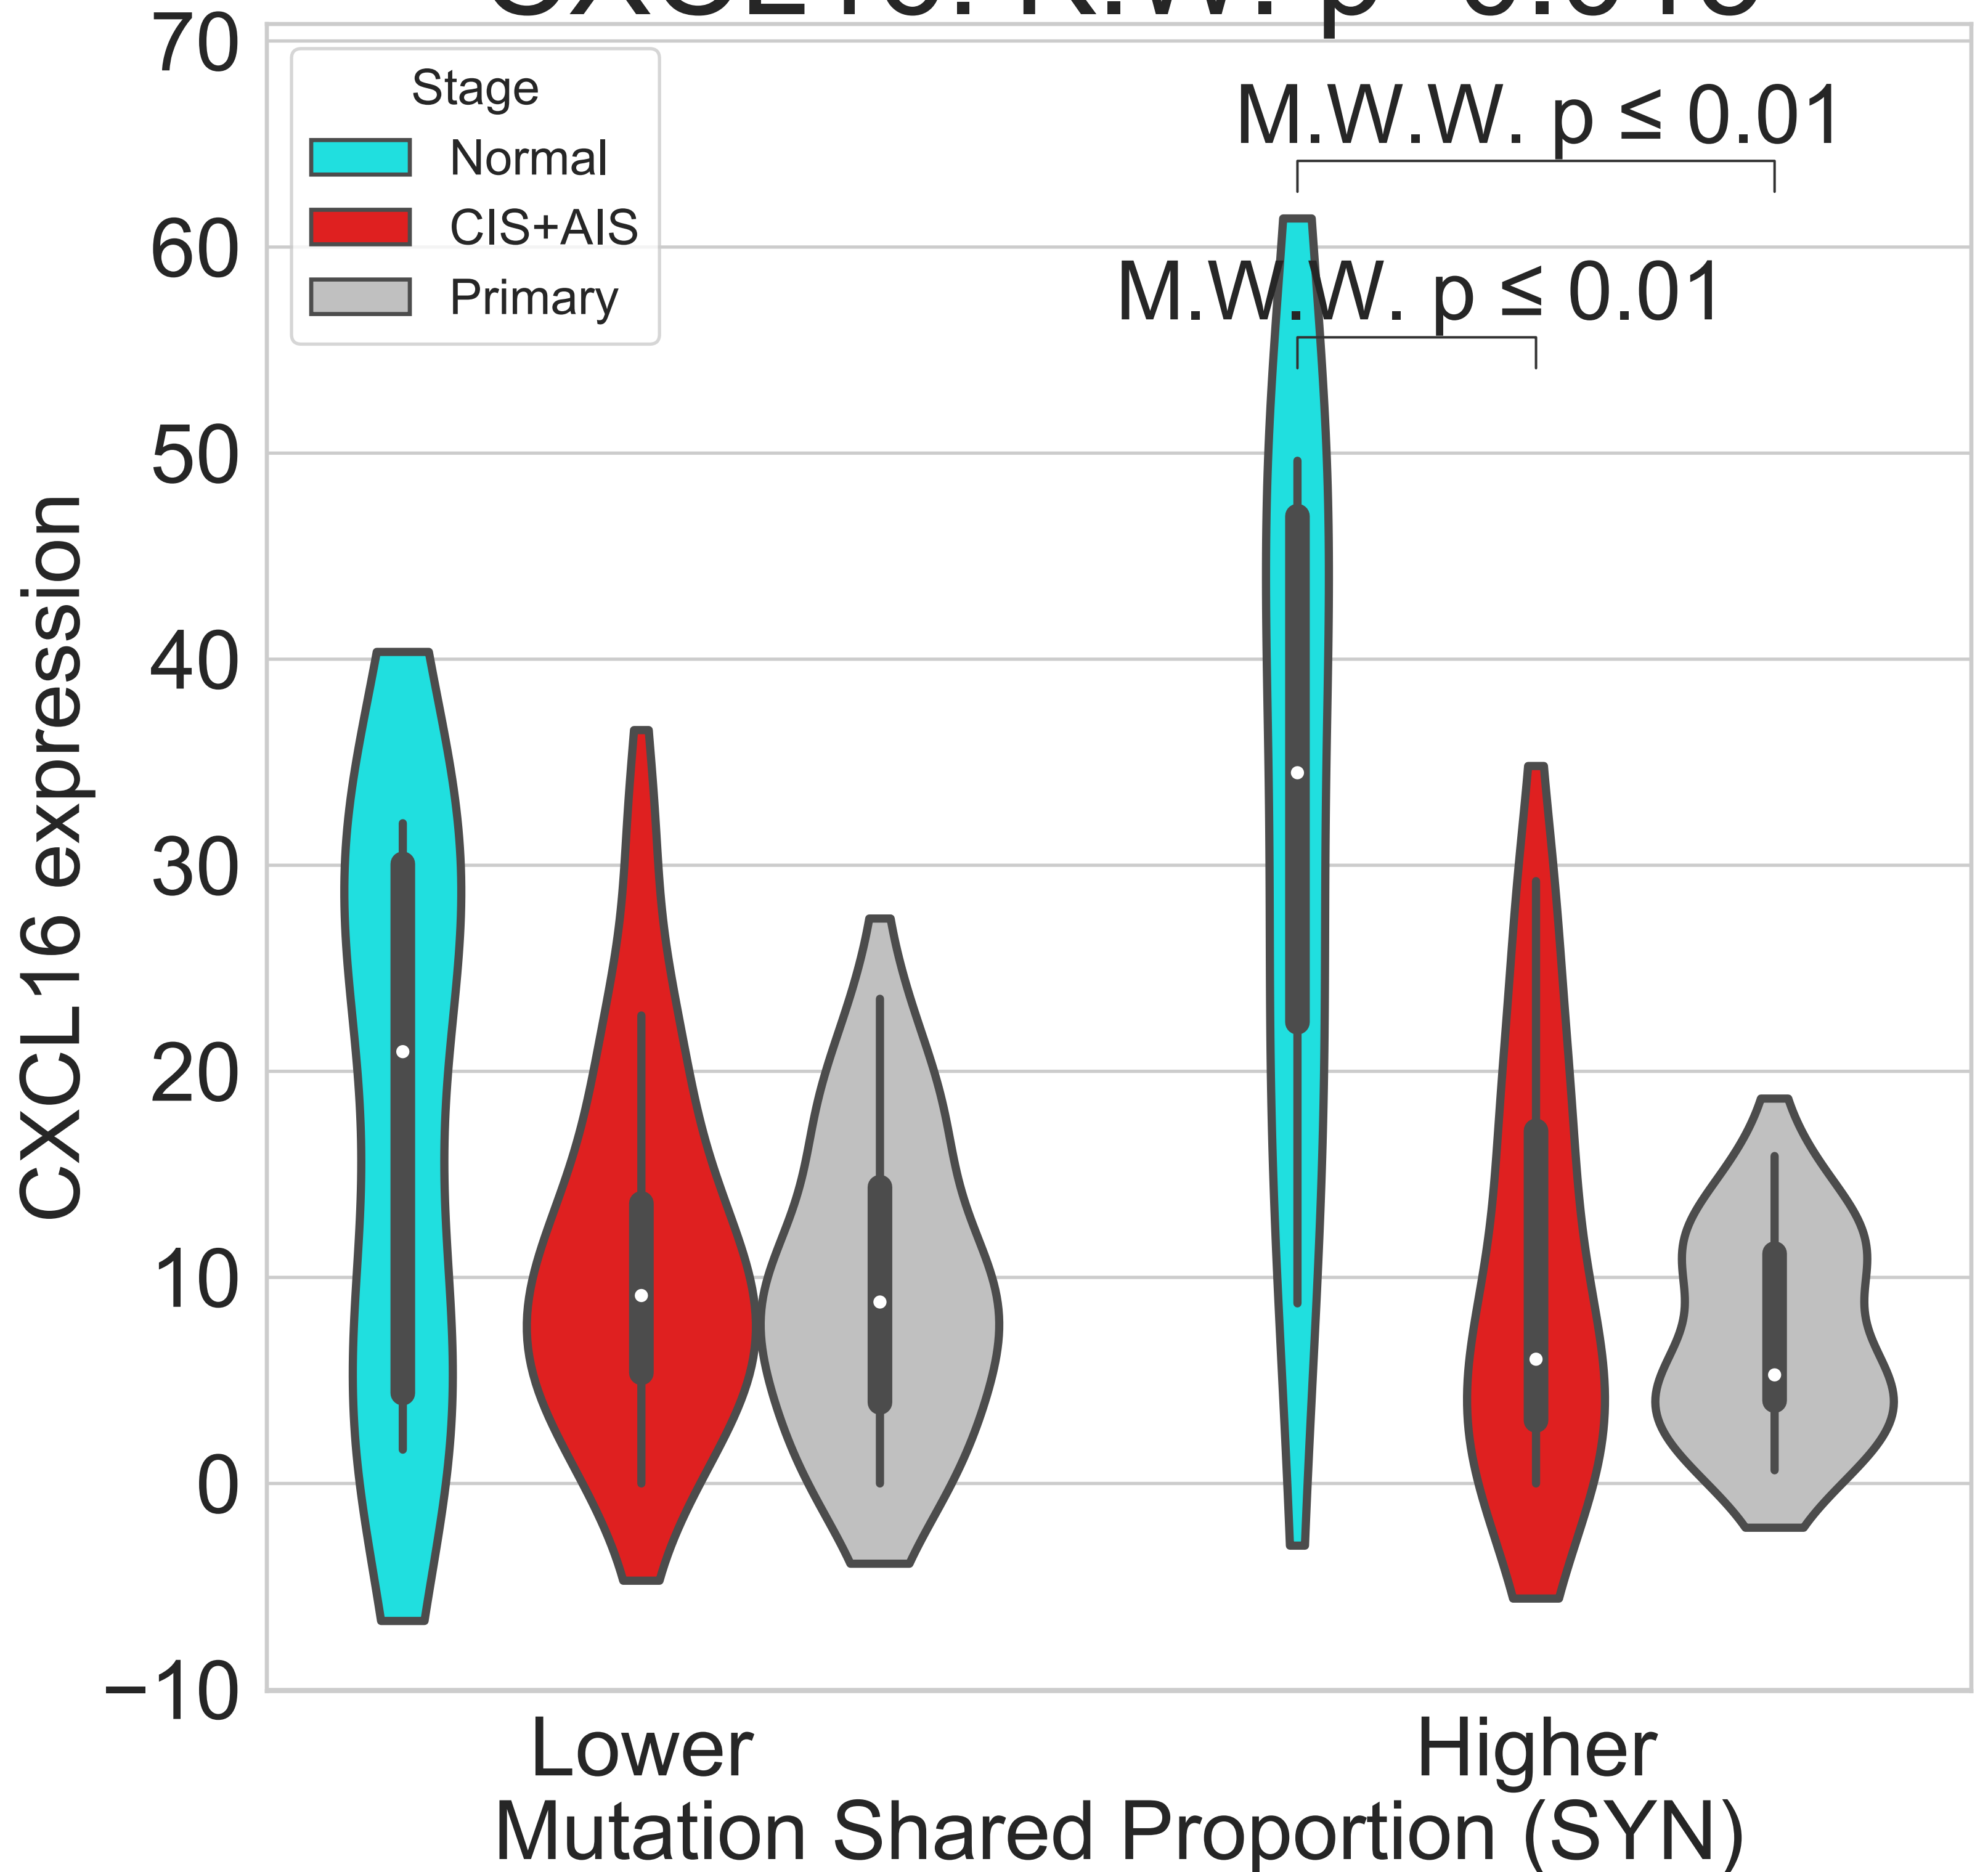 70
60
50
40
30
20
10
0
−10
CXCL16 expression
Stage
Normal
CIS+AIS
Primary
M.W.W. p ≤ 0.01
M.W.W. p ≤ 0.01
Lower
Higher
Mutation Shared Proportion (SYN)